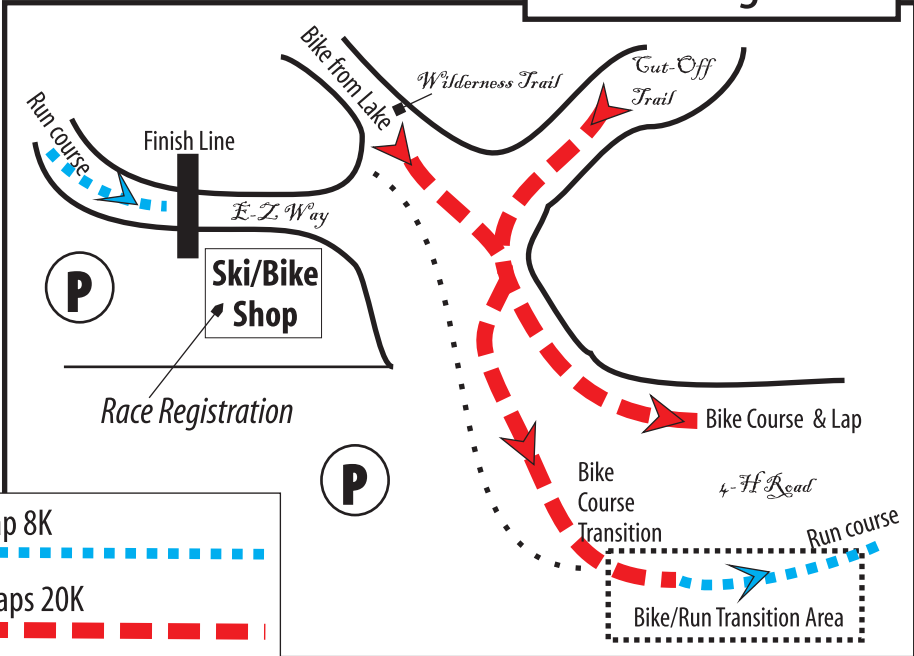 Bike from Lake
Wilderness Trail
Cut-Off
Trail
Run course
Finish Line
E-Z Way
P
Ski/Bike
Shop
Race Registration
Bike Course & Lap
P
Bike
Course
Transition
4-H Road
Run course
Bike/Run Transition Area
p 8K
aps 20K